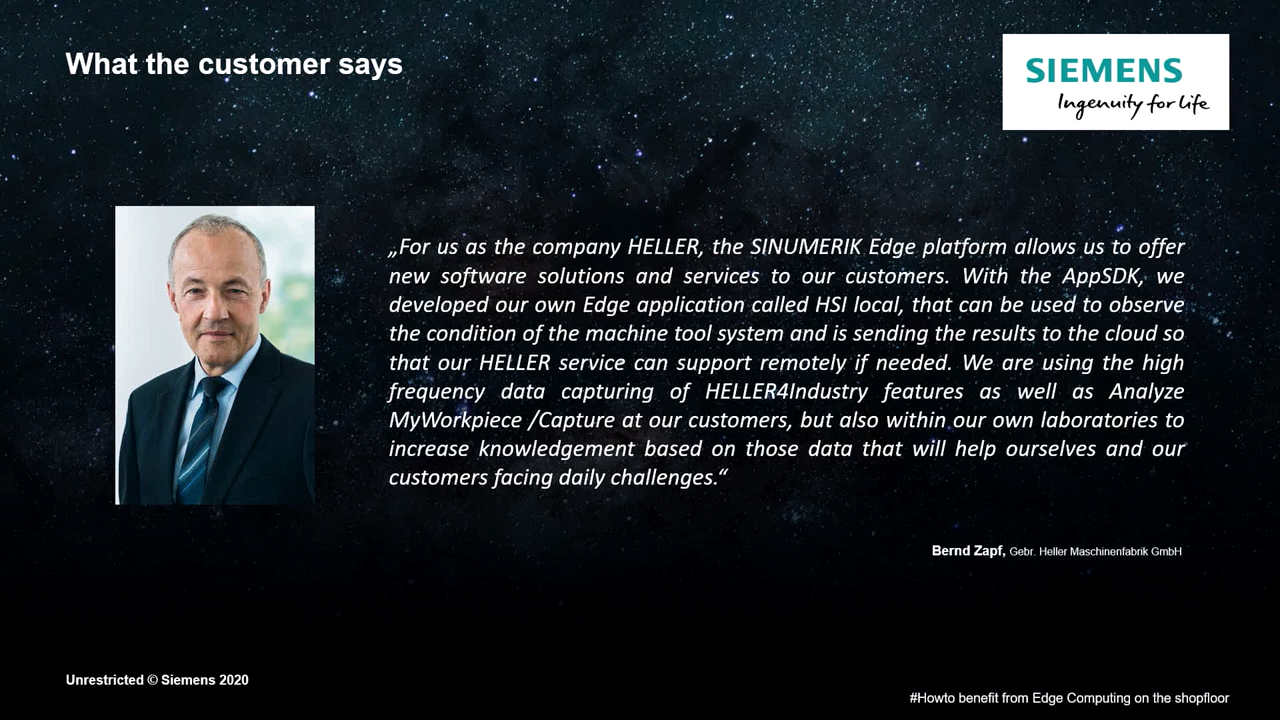 What the customer says
SIEMENS
Ingenuity for life
„For us as the company HELLER, the SINUMERIK Edge platform allows us to offer
new software solutions and services to our customers. With the AppSDK, we
developed our own Edge application called HSI local, that can be used to observe
the condition of the machine tool system and is sending the results to the cloud so
that our HELLER service can support remotely if needed. We are using the high
frequency data capturing of HELLER4Industry features as well as Analyze
MyWorkpiece /Capture at our customers, but also within our own laboratories to
increase knowledgement based on those data that will help ourselves and our
customers facing daily challenges.“
Bernd Zapf, Gebr. Heller Maschinenfabrik GmbH
Unrestricted © Siemens 2020
#Howto benefit from Edge Computing on the shopfloor